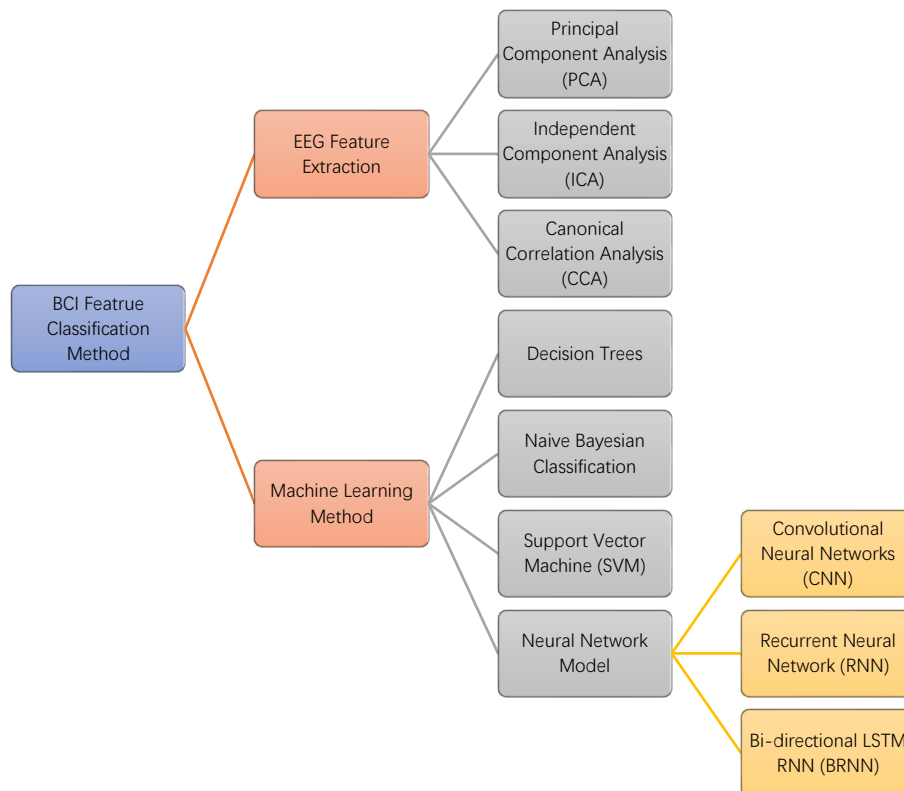 Principal
Component Analysis
(PCA)
EEG Feature
Extraction
Independent
Component Analysis
(ICA)
Canonical
Correlation Analysis
(CCA)
BCI Featrue
Classification
Method
Decision Trees
Naive Bayesian
Classification
Machine Learning
Method
Support Vector
Machine (SVM)
Convolutional
Neural Networks
(CNN)
Neural Network
Model
Recurrent Neural
Network (RNN)
Bi-directional LSTM
RNN (BRNN)